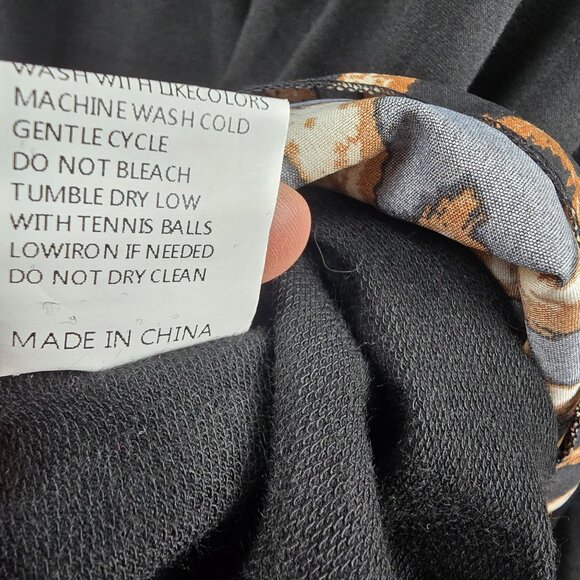 WASH WITH LIKECOLORS
MACHINE WASH COLD
GENTLE CYCLE
DO NOT BLEACH
TUMBLE DRY LOW
WITH TENNIS BALLS
LOWIRON IF NEEDED
DO NOT DRY CLEAN
MADE IN CHINA